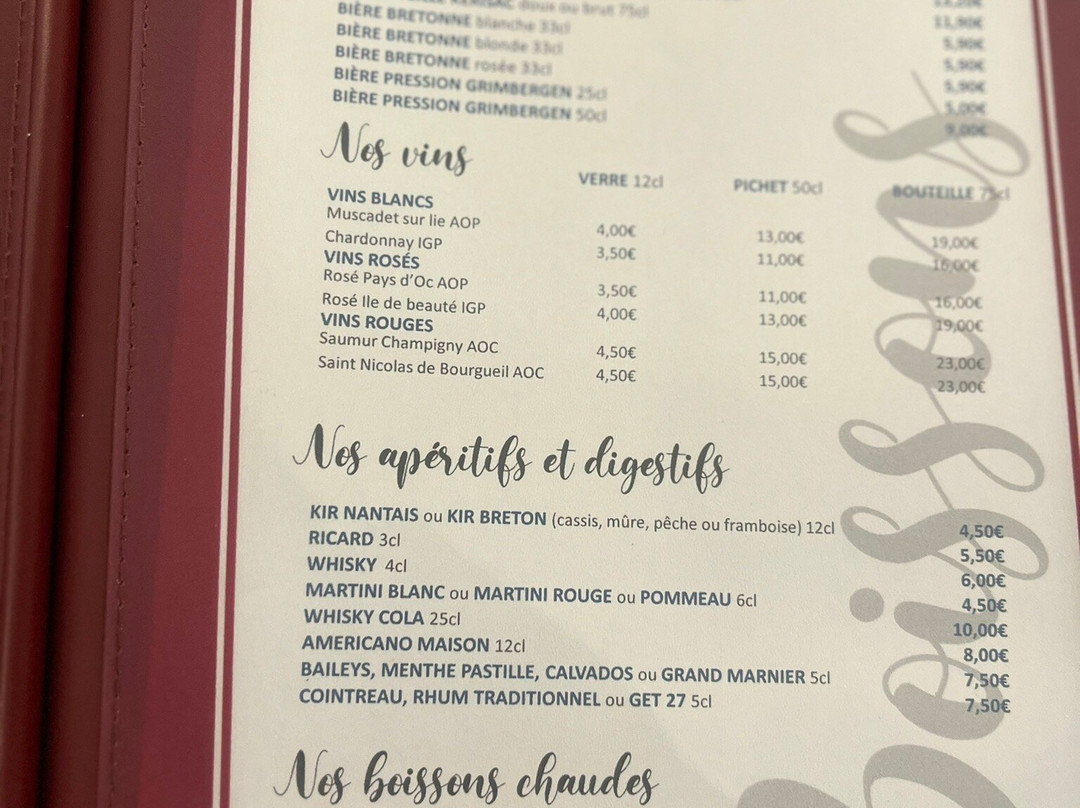 doux ou brut 75cl
BIÈRE BRETONNE blanche 33cl 11,90€
BIÈRE BRETONNE blonde 33cl 5,90€
BIÈRE BRETONNE rosée 33cl 5,90€
BIÈRE PRESSION GRIMBERGEN 25cl 5,90€
BIÈRE PRESSION GRIMBERGEN 50cl 5,00€
9,00€
Nos vins
VERRE 12cl PICHET 50cl BOUTEILLE 75cl
VINS BLANCS
Muscadet sur lie AOP 4,00€ 13,00€ 19,00€
Chardonnay IGP 3,50€ 11,00€ 16,00€
VINS ROSÉS
Rosé Pays d'Oc AOP 3,50€ 11,00€ 16,00€
Rosé Ile de beauté IGP 4,00€ 13,00€ 19,00€
VINS ROUGES
Saumur Champigny AOC 4,50€ 15,00€ 23,00€
Saint Nicolas de Bourgueil AOC 4,50€ 15,00€ 23,00€
Nos apéritifs et digestifs
KIR NANTAIS ou KIR BRETON (cassis, mûre, pêche ou framboise) 12cl 4,50€
RICARD 3cl 5,50€
WHISKY 4cl 6,00€
MARTINI BLANC ou MARTINI ROUGE ou POMMEAU 6cl 4,50€
WHISKY COLA 25cl 10,00€
AMERICANO MAISON 12cl 8,00€
BAILEYS, MENTHE PASTILLE, CALVADOS ou GRAND MARNIER 5cl 7,50€
COINTREAU, RHUM TRADITIONNEL ou GET 27 5cl 7,50€
Nos boissons chaudes